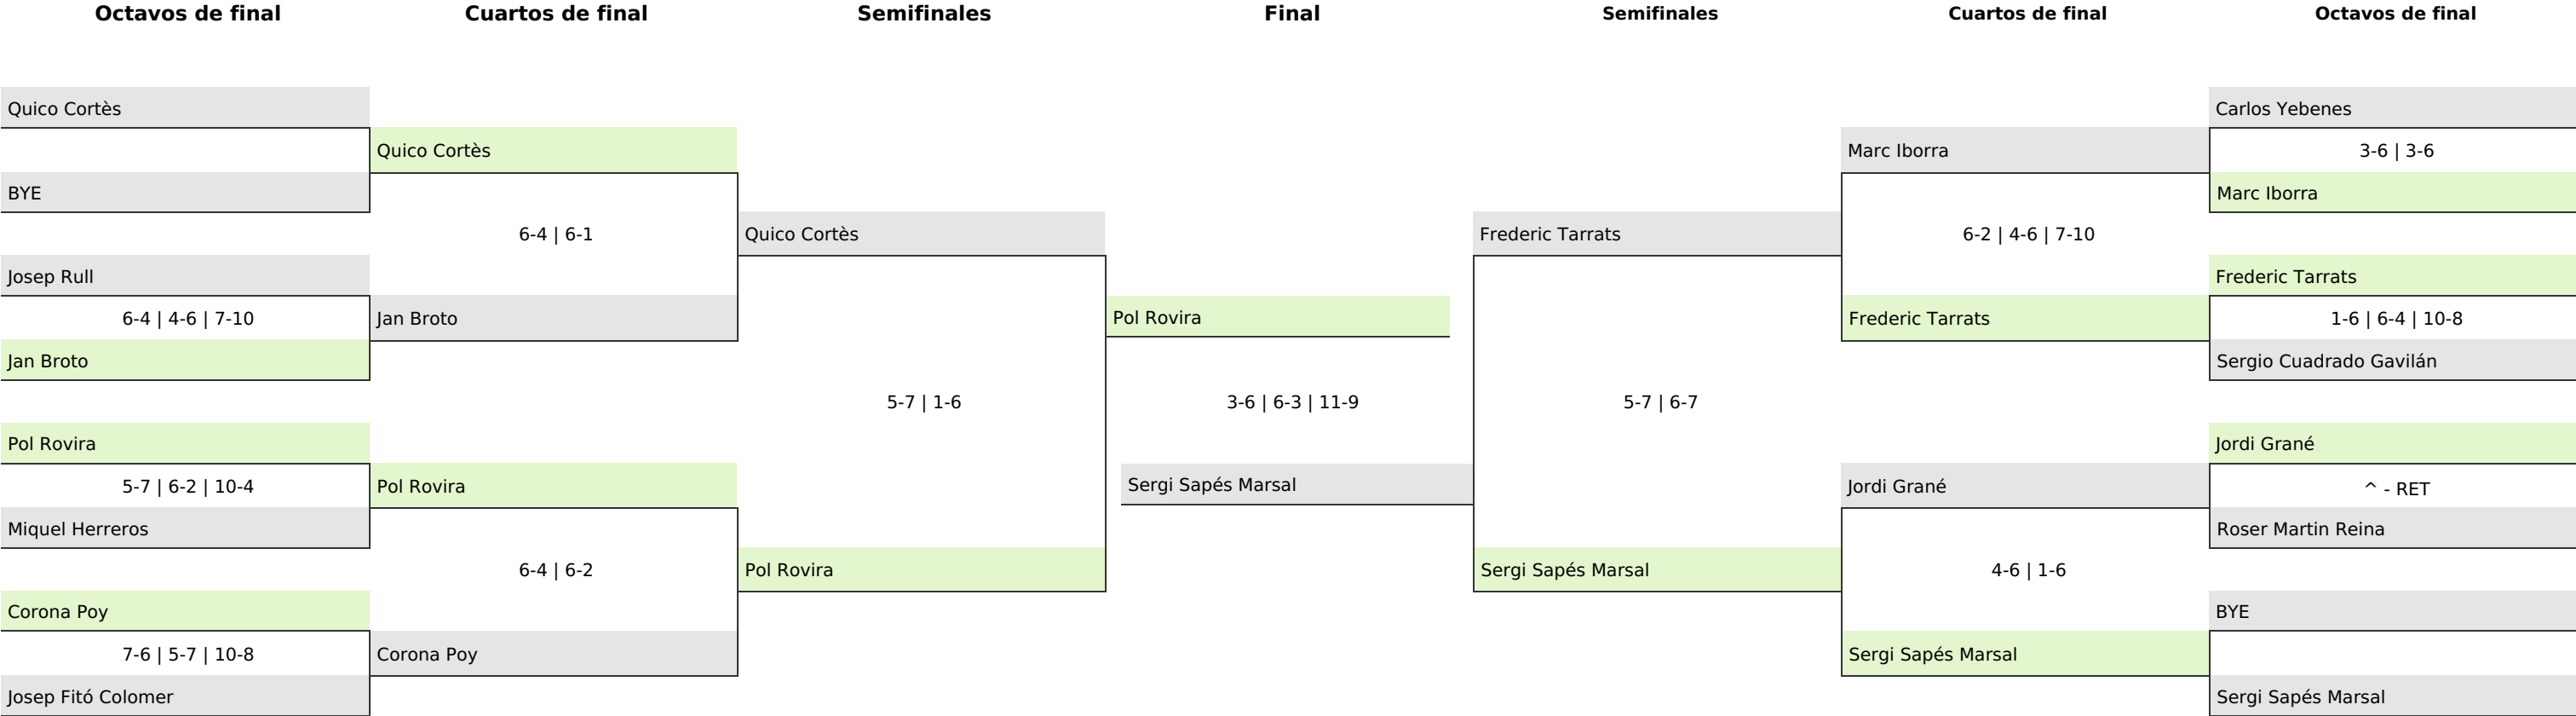 Octavos de final
Cuartos de final
Semifinales
Final
Semifinales
Cuartos de final
Octavos de final
Quico Cortès
BYE
Josep Rull
6-4 | 4-6 | 7-10
Jan Broto
Pol Rovira
5-7 | 6-2 | 10-4
Miquel Herreros
Corona Poy
7-6 | 5-7 | 10-8
Josep Fitó Colomer
Quico Cortès
6-4 | 6-1
Jan Broto
Pol Rovira
6-4 | 6-2
Corona Poy
Quico Cortès
5-7 | 1-6
Pol Rovira
Pol Rovira
3-6 | 6-3 | 11-9
Sergi Sapés Marsal
Frederic Tarrats
5-7 | 6-7
Sergi Sapés Marsal
Marc Iborra
6-2 | 4-6 | 7-10
Frederic Tarrats
Jordi Grané
4-6 | 1-6
Sergi Sapés Marsal
Carlos Yebenes
3-6 | 3-6
Marc Iborra
Frederic Tarrats
1-6 | 6-4 | 10-8
Sergio Cuadrado Gavilán
Jordi Grané
^ - RET
Roser Martin Reina
BYE
Sergi Sapés Marsal